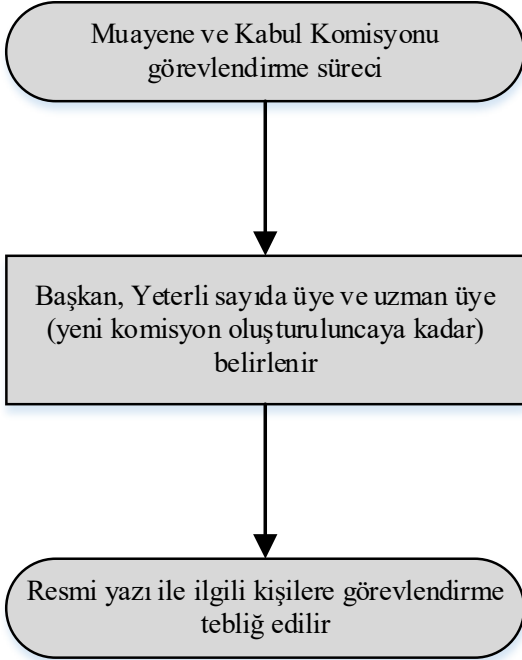 Muayene ve Kabul Komisyonu
görevlendirme süreci
Başkan, Yeterli sayıda üye ve uzman üye
(yeni komisyon oluşturuluncaya kadar)
belirlenir
Resmi yazı ile ilgili kişilere görevlendirme
tebliğ edilir